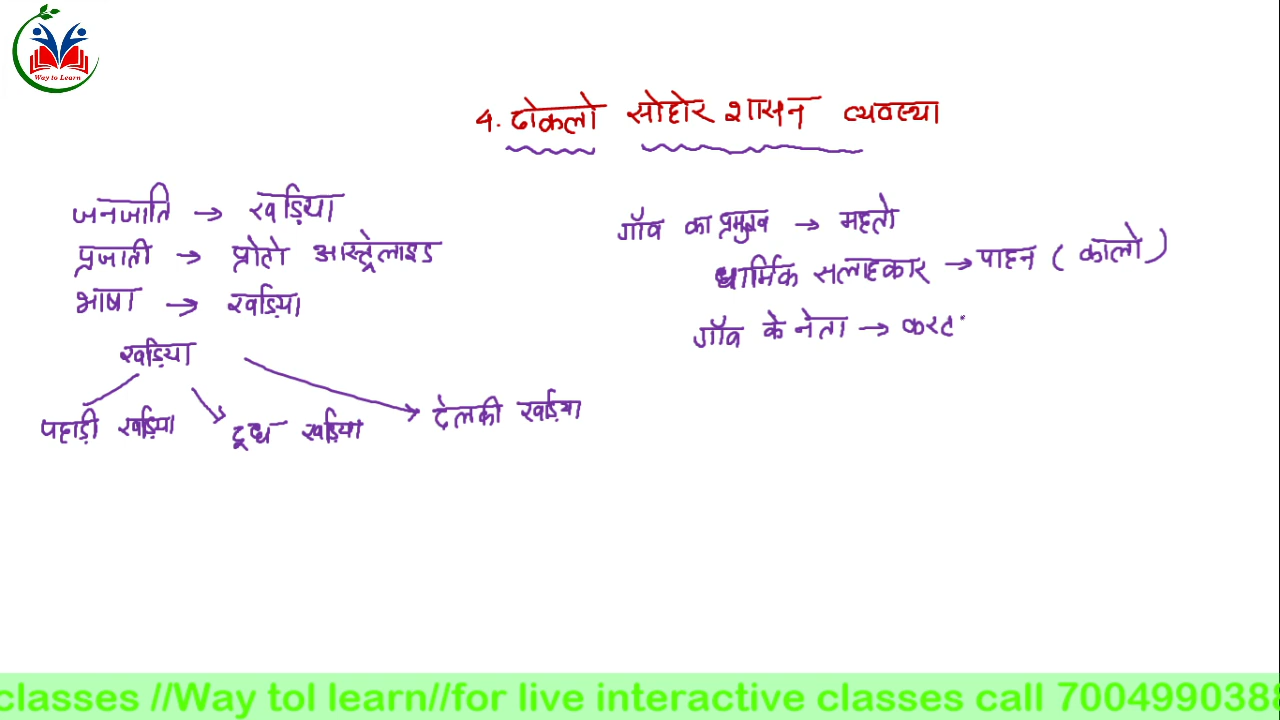 Way to Learn
4. ढोकलो सोहोर शासन व्यवस्था
जनजाति → खड़िया
प्रजाती → प्रोटो आस्ट्रेलाइड
भाषा → खड़िया
खड़िया
पहाड़ी खड़िया
दूध खड़िया
ढेलकी खड़िया
गाँव का प्रमुख → महतो
धार्मिक सलाहकार → पाहन ( कालो )
गाँव के नेता → करट
classes //Way tol learn//for live interactive classes call 7004990388